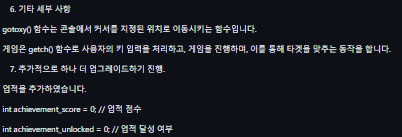 6. 기타 세부 사항
gotoxy() 함수는 콘솔에서 커서를 지정된 위치로 이동시키는 함수입니다.
게임은 getch() 함수로 사용자의 키 입력을 처리하고, 게임을 진행하며, 이를 통해 타겟을 맞추는 동작을 합니다.
7. 추가적으로 하나 더 업그레이드하기 진행.
업적을 추가하였습니다.
int achievement_score = 0; // 업적 점수
int achievement_unlocked = 0; // 업적 달성 여부